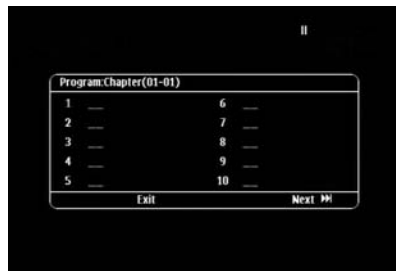 II
Program:Chapter(01-01)
1 __ 6 __
2 __ 7 __
3 __ 8 __
4 __ 9 __
5 __ 10 __
Exit Next ⏭